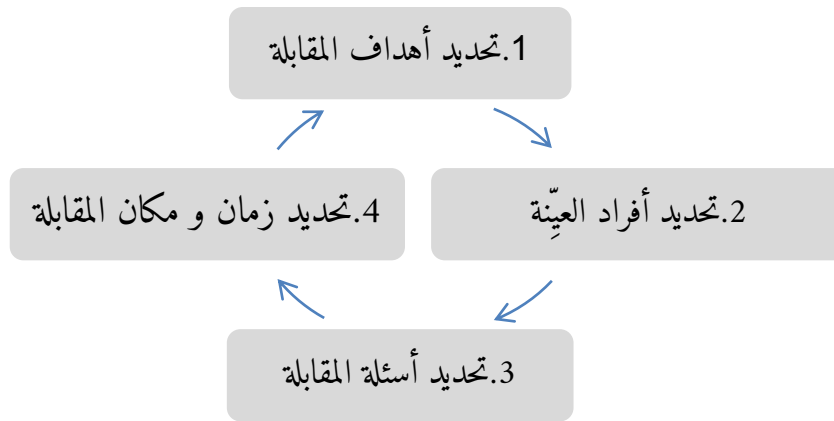 1.تحديد أهداف المقابلة
2.تحديد أفراد العيِّنة
3.تحديد أسئلة المقابلة
4.تحديد زمان و مكان المقابلة